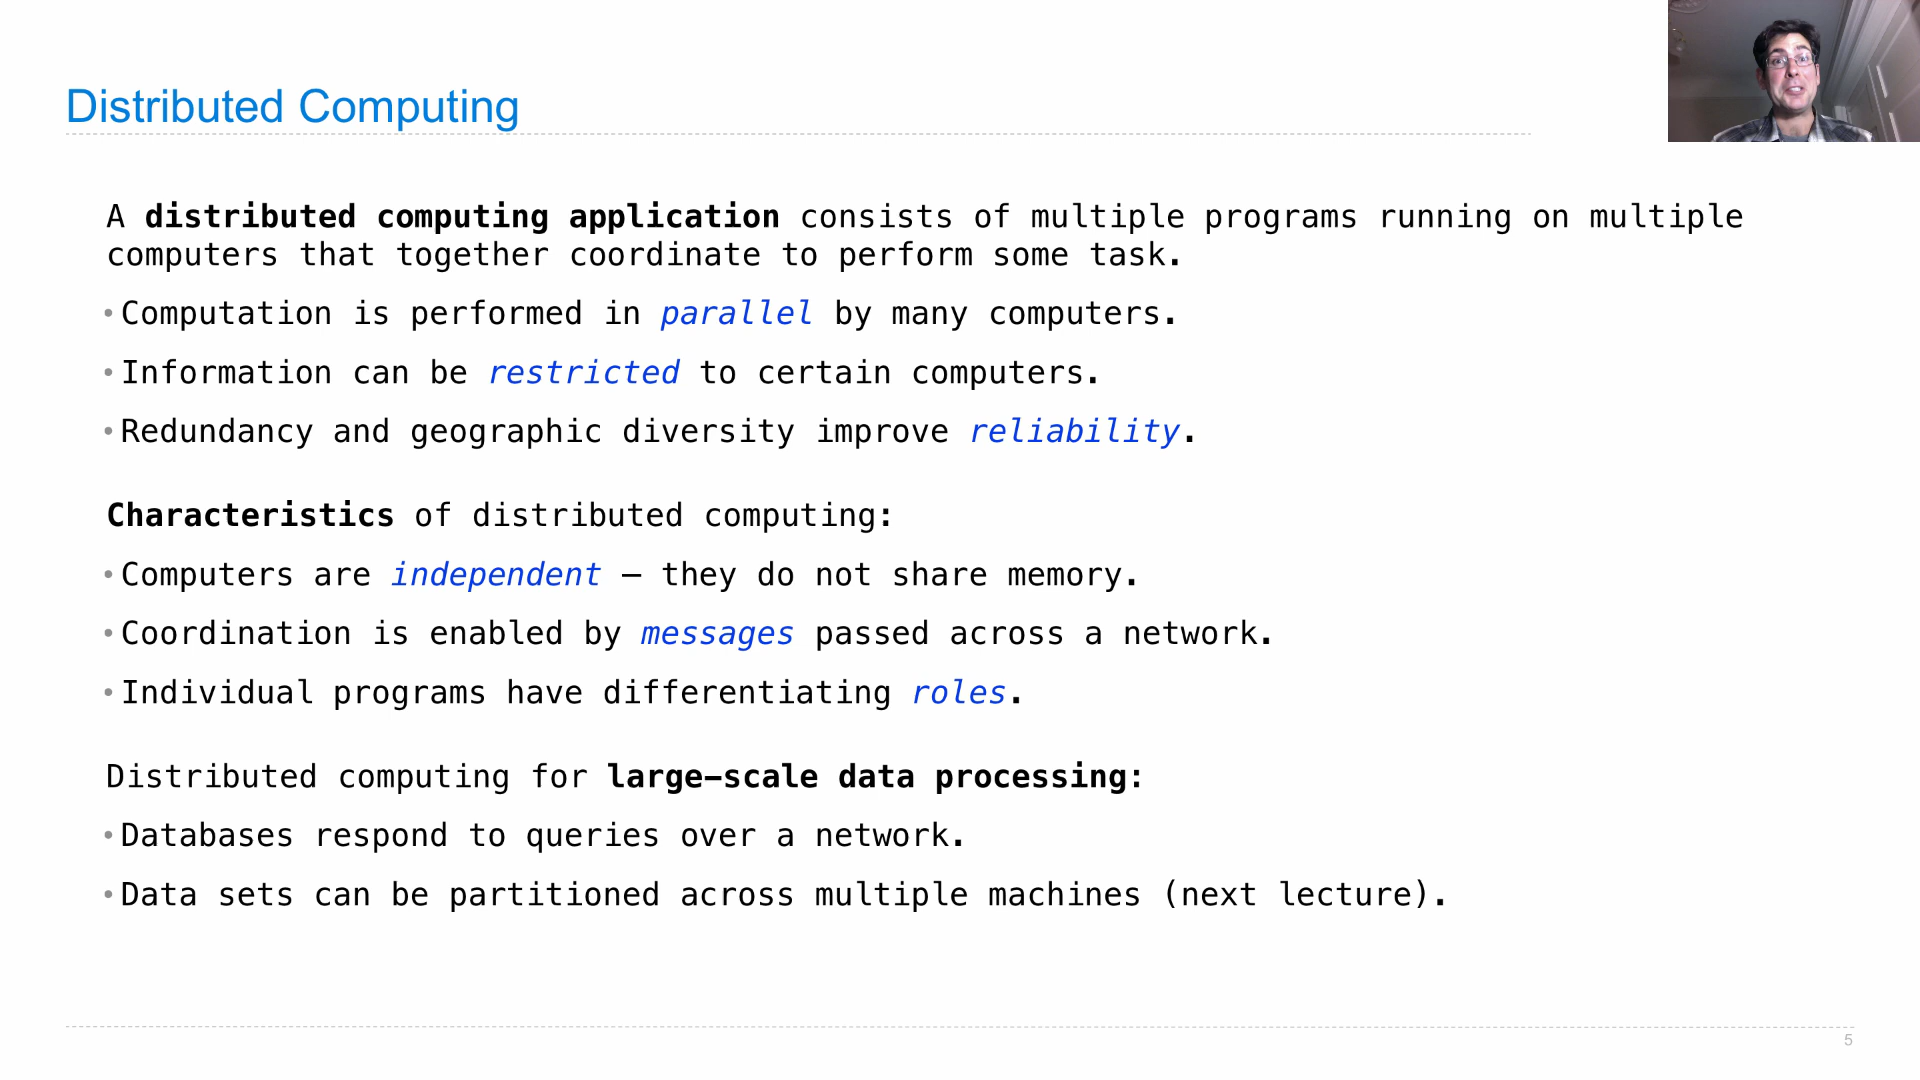 Distributed Computing
A distributed computing application consists of multiple programs running on multiple
computers that together coordinate to perform some task.
•Computation is performed in parallel by many computers.
•Information can be restricted to certain computers.
•Redundancy and geographic diversity improve reliability.
Characteristics of distributed computing:
•Computers are independent — they do not share memory.
•Coordination is enabled by messages passed across a network.
•Individual programs have differentiating roles.
Distributed computing for large-scale data processing:
•Databases respond to queries over a network.
•Data sets can be partitioned across multiple machines (next lecture).
5